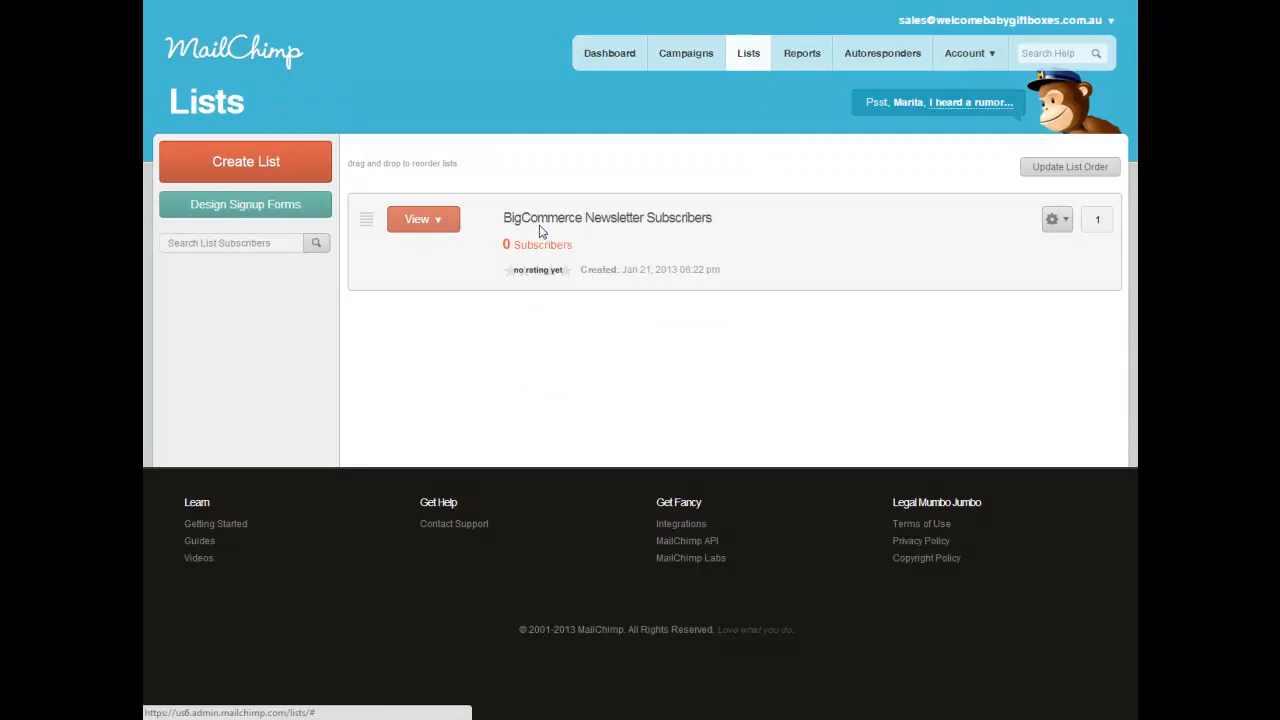 sales@welcomebabygiftboxes.com.au ▼
MailChimp
Dashboard Campaigns Lists Reports Autoresponders Account ▼ Search Help
Lists
Psst, Marita, I heard a rumor...
Create List
drag and drop to reorder lists
Update List Order
Design Signup Forms
View ▼
BigCommerce Newsletter Subscribers
1
Search List Subscribers
0 Subscribers
no rating yet Created: Jan 21, 2013 06:22 pm
Learn Get Help Get Fancy Legal Mumbo Jumbo
Getting Started Contact Support Integrations Terms of Use
Guides MailChimp API Privacy Policy
Videos MailChimp Labs Copyright Policy
© 2001-2013 MailChimp. All Rights Reserved. Love what you do.
https://us6.admin.mailchimp.com/lists/#